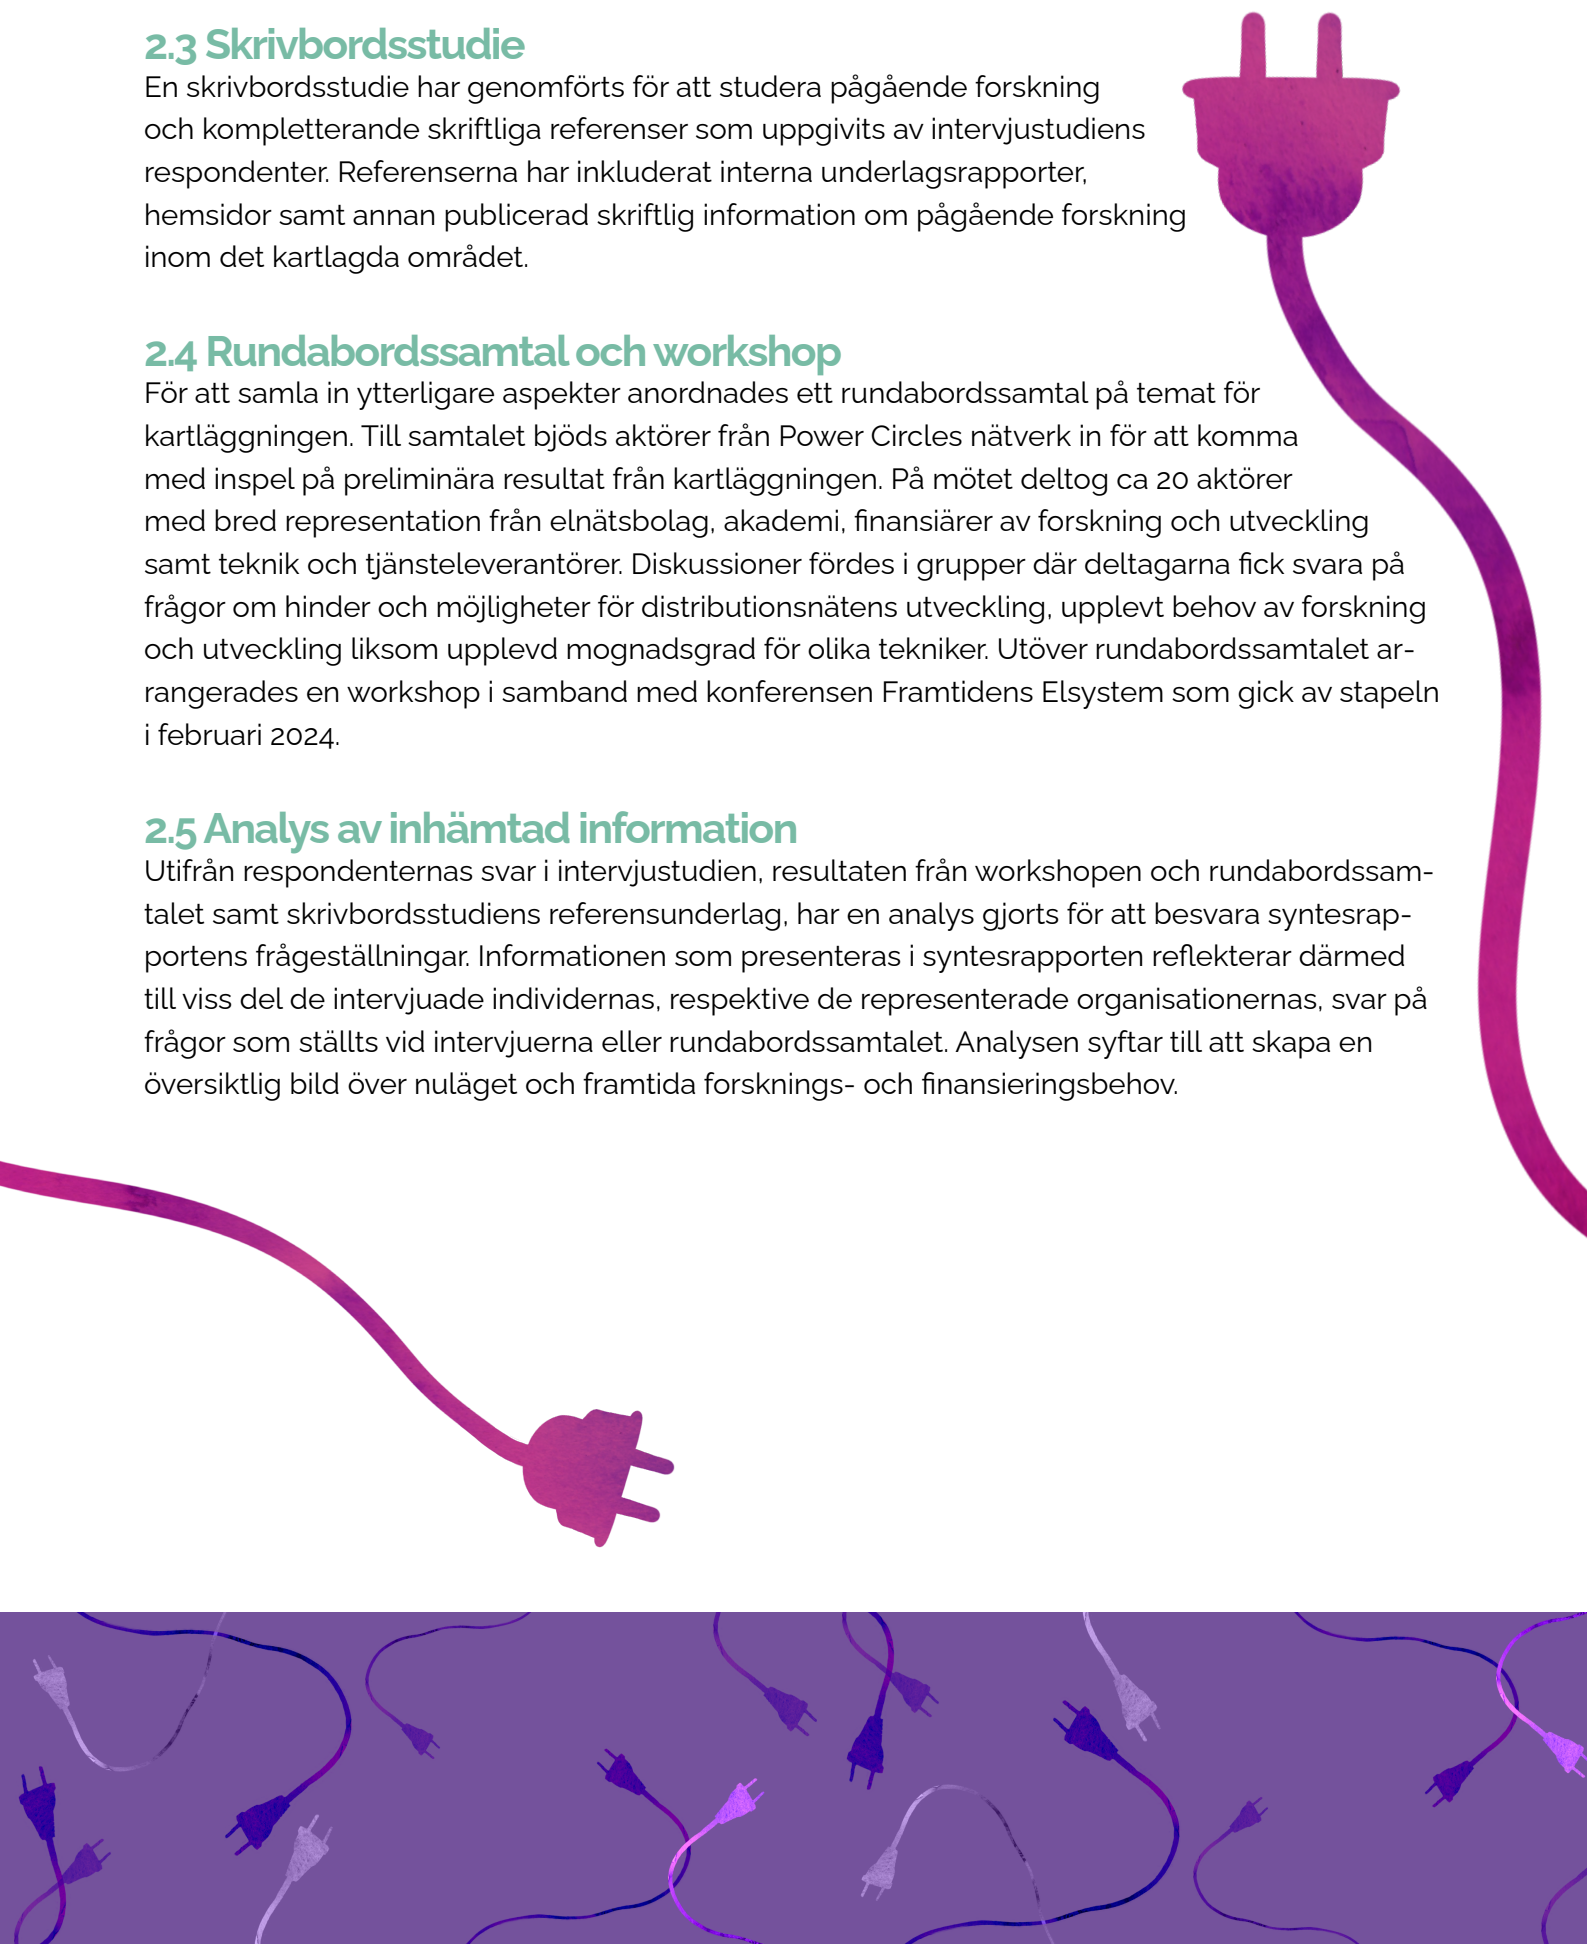 2.3 Skrivbordsstudie
En skrivbordsstudie har genomförts för att studera pågående forskning
och kompletterande skriftliga referenser som uppgivits av intervjustudiens
respondenter. Referenserna har inkluderat interna underlagsrapporter,
hemsidor samt annan publicerad skriftlig information om pågående forskning
inom det kartlagda området.
2.4 Rundabordssamtal och workshop
För att samla in ytterligare aspekter anordnades ett rundabordssamtal på temat för
kartläggningen. Till samtalet bjöds aktörer från Power Circles nätverk in för att komma
med inspel på preliminära resultat från kartläggningen. På mötet deltog ca 20 aktörer
med bred representation från elnätsbolag, akademi, finansiärer av forskning och utveckling
samt teknik och tjänsteleverantörer. Diskussioner fördes i grupper där deltagarna fick svara på
frågor om hinder och möjligheter för distributionsnätens utveckling, upplevt behov av forskning
och utveckling liksom upplevd mognadsgrad för olika tekniker. Utöver rundabordssamtalet ar-
rangerades en workshop i samband med konferensen Framtidens Elsystem som gick av stapeln
i februari 2024.
2.5 Analys av inhämtad information
Utifrån respondenternas svar i intervjustudien, resultaten från workshopen och rundabordssam-
talet samt skrivbordsstudiens referensunderlag, har en analys gjorts för att besvara syntesrap-
portens frågeställningar. Informationen som presenteras i syntesrapporten reflekterar därmed
till viss del de intervjuade individernas, respektive de representerade organisationernas, svar på
frågor som ställts vid intervjuerna eller rundabordssamtalet. Analysen syftar till att skapa en
översiktlig bild över nuläget och framtida forsknings- och finansieringsbehov.